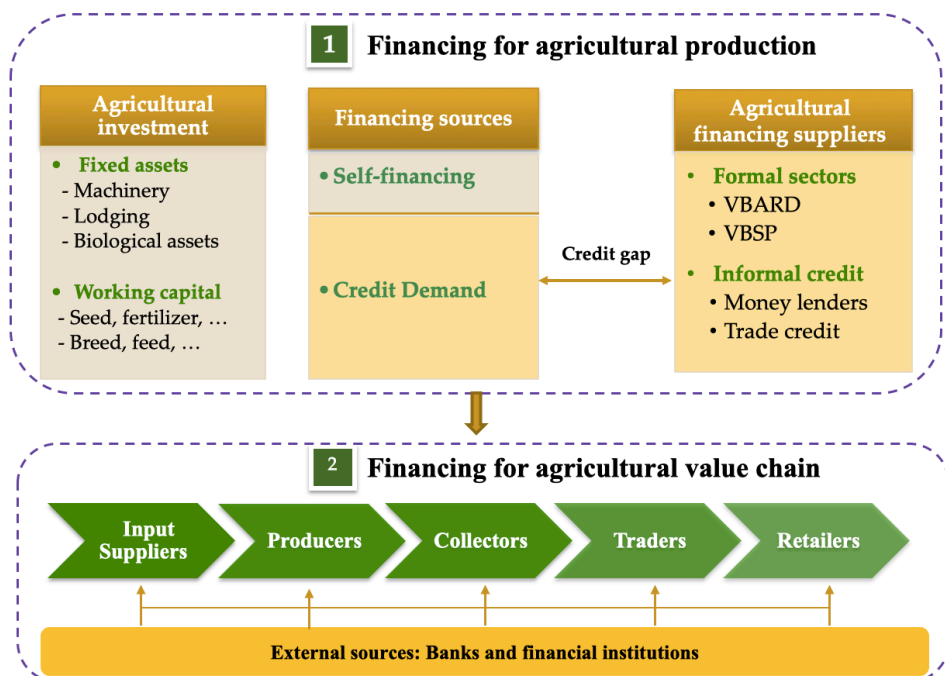 1 Financing for agricultural production
Agricultural
investment
• Fixed assets
- Machinery
- Lodging
- Biological assets
• Working capital
- Seed, fertilizer, …
- Breed, feed, …
Financing sources
• Self-financing
• Credit Demand
Credit gap
Agricultural
financing suppliers
• Formal sectors
• VBARD
• VBSP
• Informal credit
• Money lenders
• Trade credit
2 Financing for agricultural value chain
Input
Suppliers
Producers
Collectors
Traders
Retailers
External sources: Banks and financial institutions